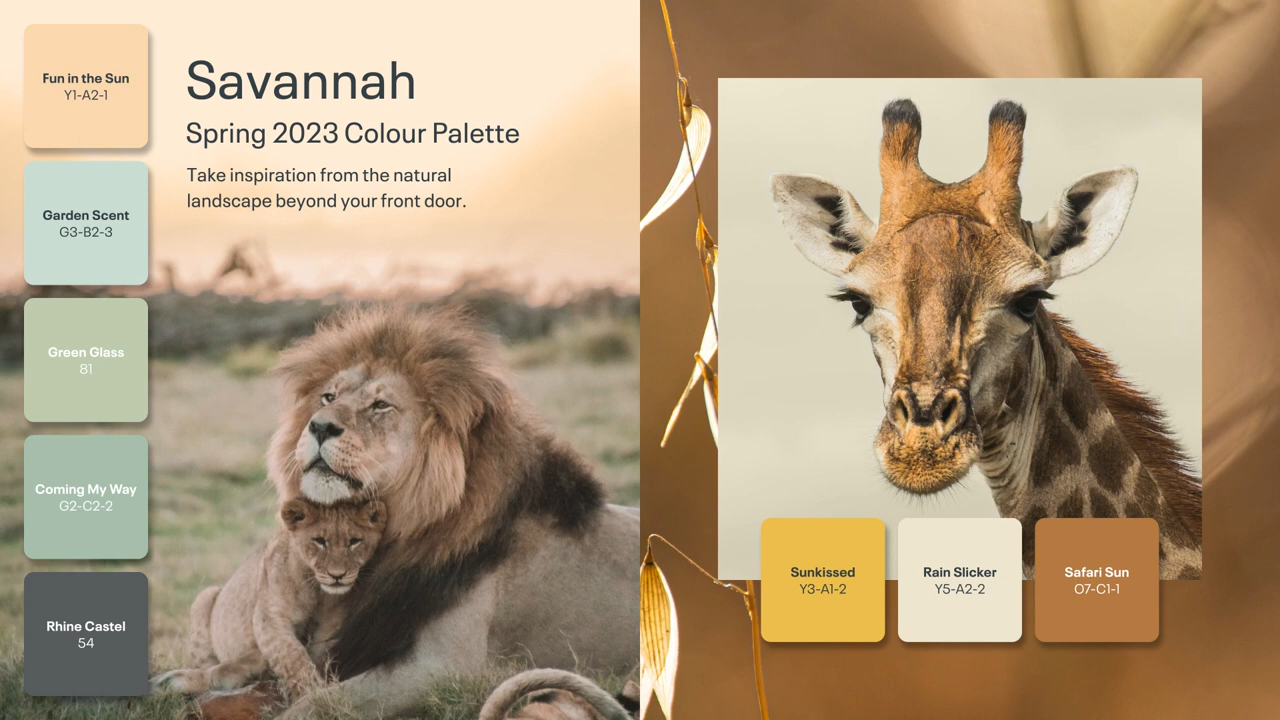 Savannah
Spring 2023 Colour Palette
Take inspiration from the natural
landscape beyond your front door.
Fun in the Sun
Y1-A2-1
Garden Scent
G3-B2-3
Green Glass
81
Coming My Way
G2-C2-2
Rhine Castel
54
Sunkissed
Y3-A1-2
Rain Slicker
Y5-A2-2
Safari Sun
O7-C1-1